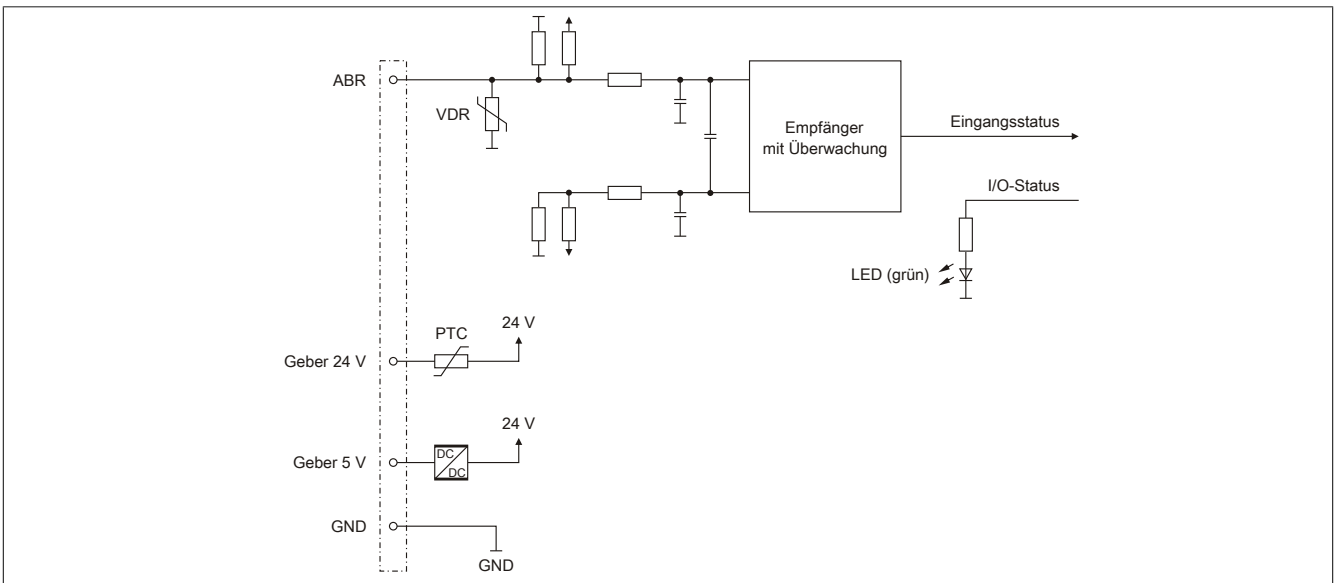 ABR
VDR
Empfänger
mit Überwachung
Eingangsstatus
I/O-Status
LED (grün)
PTC
24 V
Geber 24 V
24 V
Geber 5 V
DC
DC
GND
GND